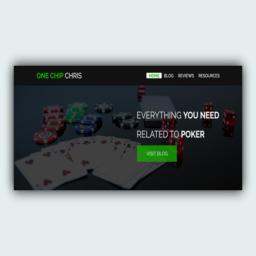 ONE CHIP CHRIS
HOME BLOG REVIEWS RESOURCES
EVERYTHING YOU NEED
RELATED TO POKER
VISIT BLOG